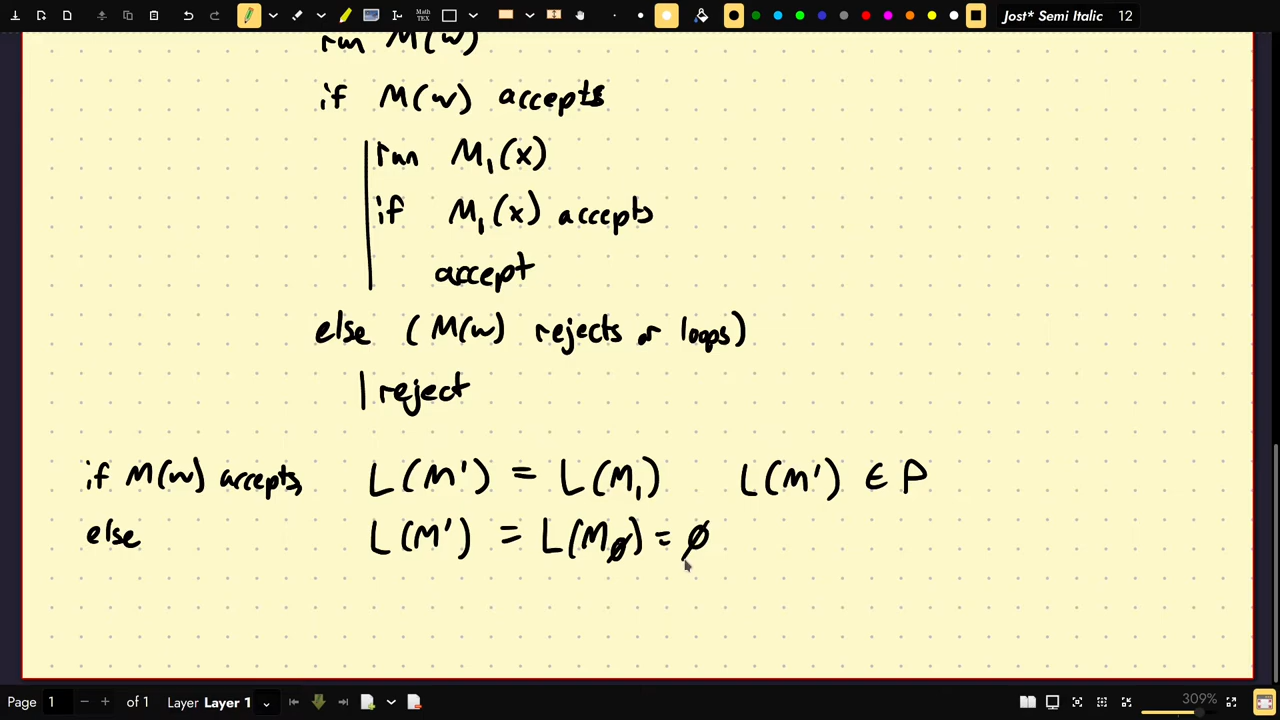 Jost* Semi Italic 12
run M(w)
if M(w) accepts
run M₁(x)
if M₁(x) accepts
accept
else (M(w) rejects or loops)
reject
if M(w) accepts, L(M') = L(M₁) L(M') ∈ P
else L(M') = L(M∅) = ∅
Page 1 of 1 Layer Layer 1 309%